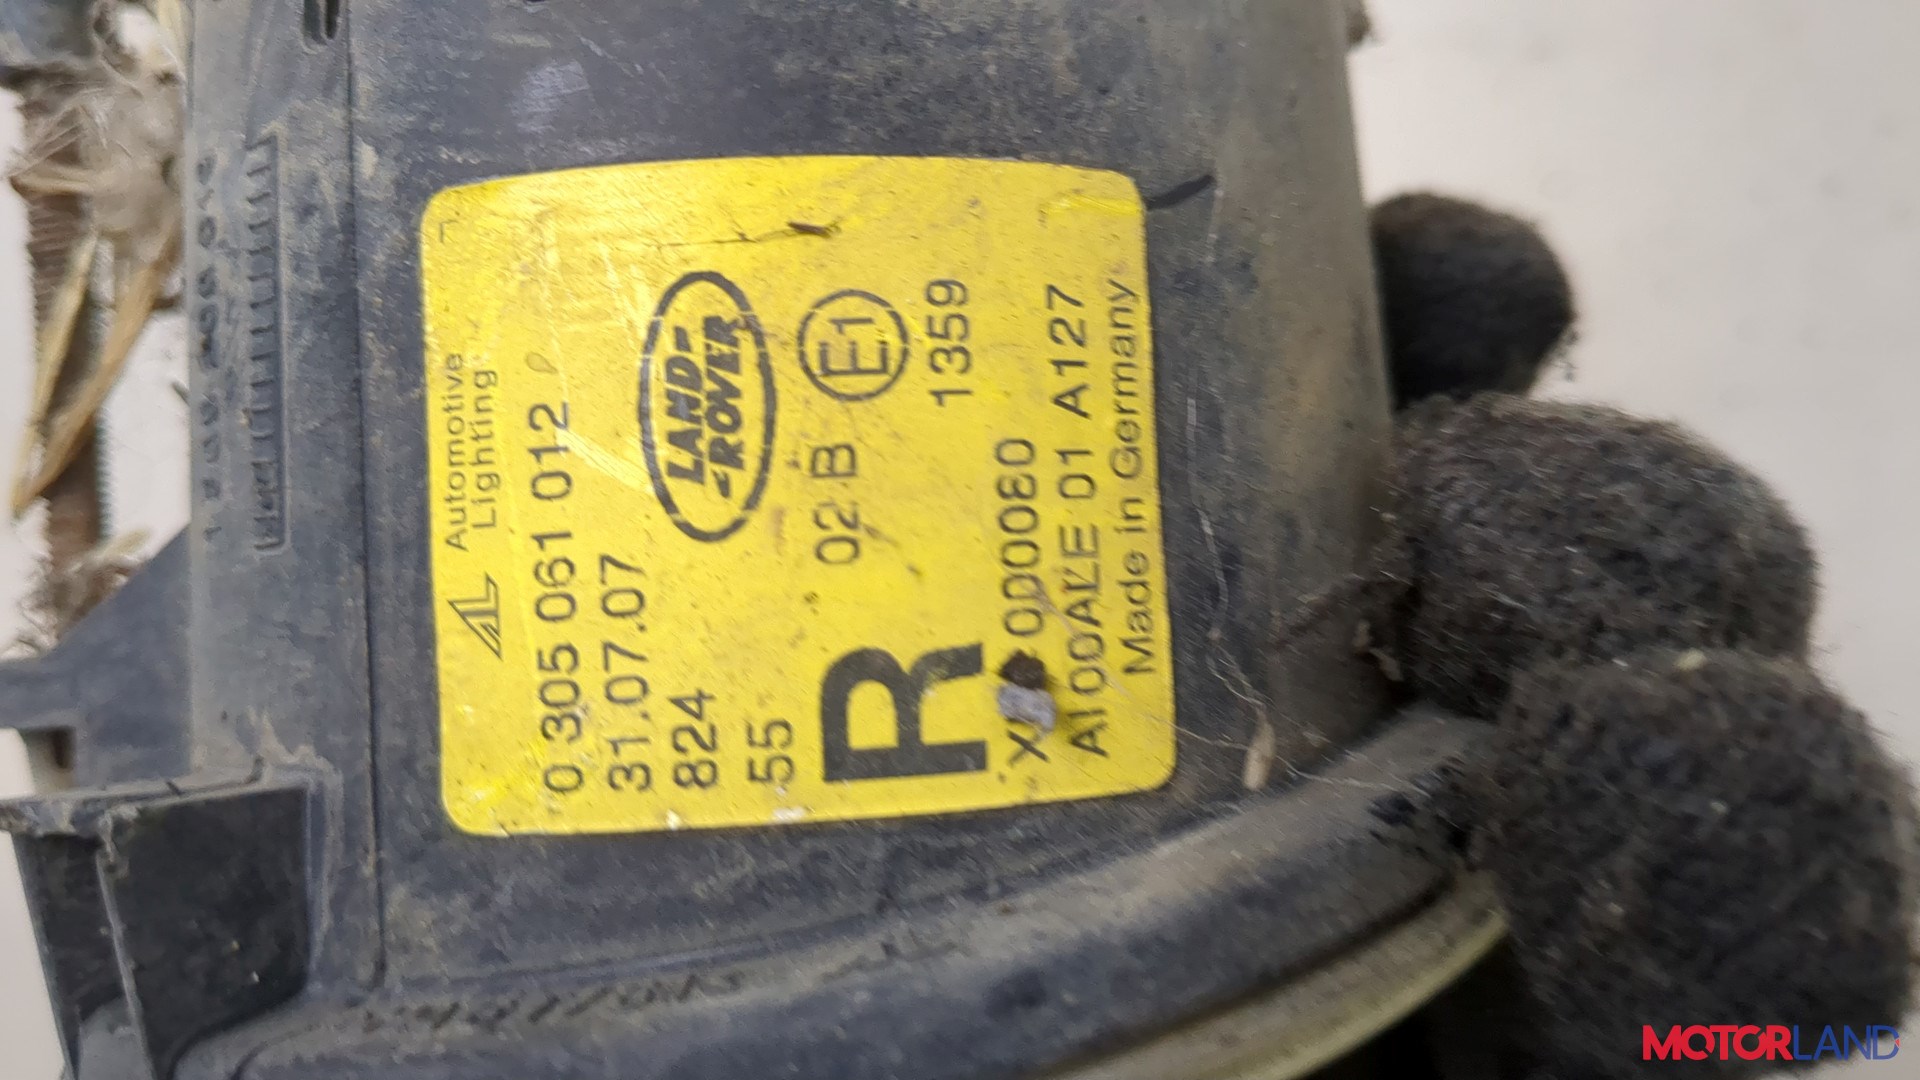 Automotive
Lighting
0 305 061 012
31.07.07
824
55
LAND-
ROVER
R
02.B
E1
1359
000080
A100ALE 01 A127
Made in Germany
MOTORLAND